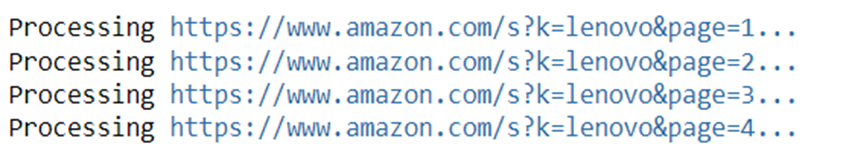 Processing https://www.amazon.com/s?k=lenovo&page=1...
Processing https://www.amazon.com/s?k=lenovo&page=2...
Processing https://www.amazon.com/s?k=lenovo&page=3...
Processing https://www.amazon.com/s?k=lenovo&page=4...